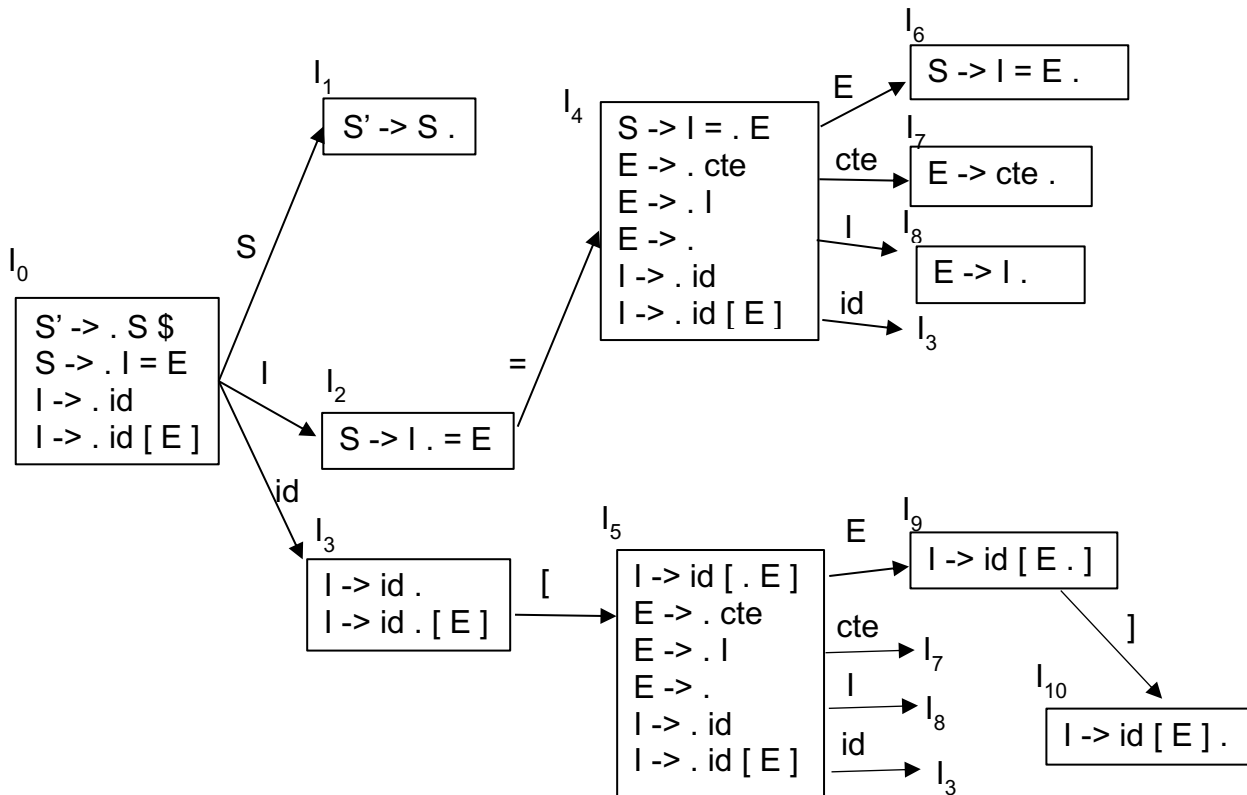 I0
S' -> . S $
S -> . I = E
I -> . id
I -> . id [ E ]
S
I
id
I1
S' -> S .
I2
S -> I . = E
=
I3
I -> id .
I -> id . [ E ]
[
I4
S -> I = . E
E -> . cte
E -> . I
E -> .
I -> . id
I -> . id [ E ]
E
cte
I
id
I6
S -> I = E .
I7
E -> cte .
I8
E -> I .
I3
I5
I -> id [ . E ]
E -> . cte
E -> . I
E -> .
I -> . id
I -> . id [ E ]
E
cte
I
id
I9
I -> id [ E . ]
I7
I8
I3
]
I10
I -> id [ E ] .